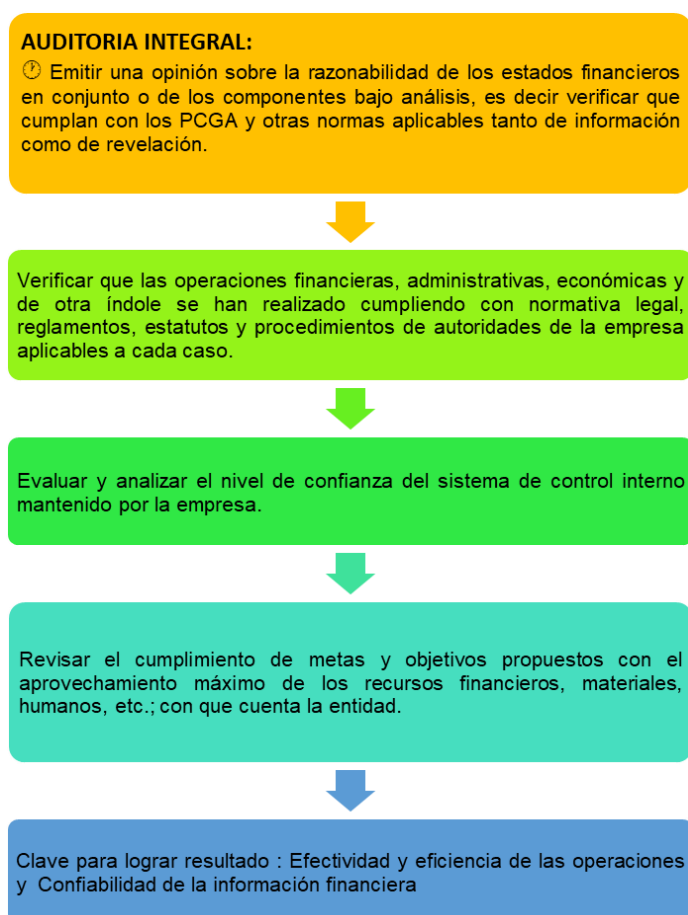 AUDITORIA INTEGRAL:
🕐 Emitir una opinión sobre la razonabilidad de los estados financieros
en conjunto o de los componentes bajo análisis, es decir verificar que
cumplan con los PCGA y otras normas aplicables tanto de información
como de revelación.
Verificar que las operaciones financieras, administrativas, económicas y
de otra índole se han realizado cumpliendo con normativa legal,
reglamentos, estatutos y procedimientos de autoridades de la empresa
aplicables a cada caso.
Evaluar y analizar el nivel de confianza del sistema de control interno
mantenido por la empresa.
Revisar el cumplimiento de metas y objetivos propuestos con el
aprovechamiento máximo de los recursos financieros, materiales,
humanos, etc.; con que cuenta la entidad.
Clave para lograr resultado : Efectividad y eficiencia de las operaciones
y Confiabilidad de la información financiera